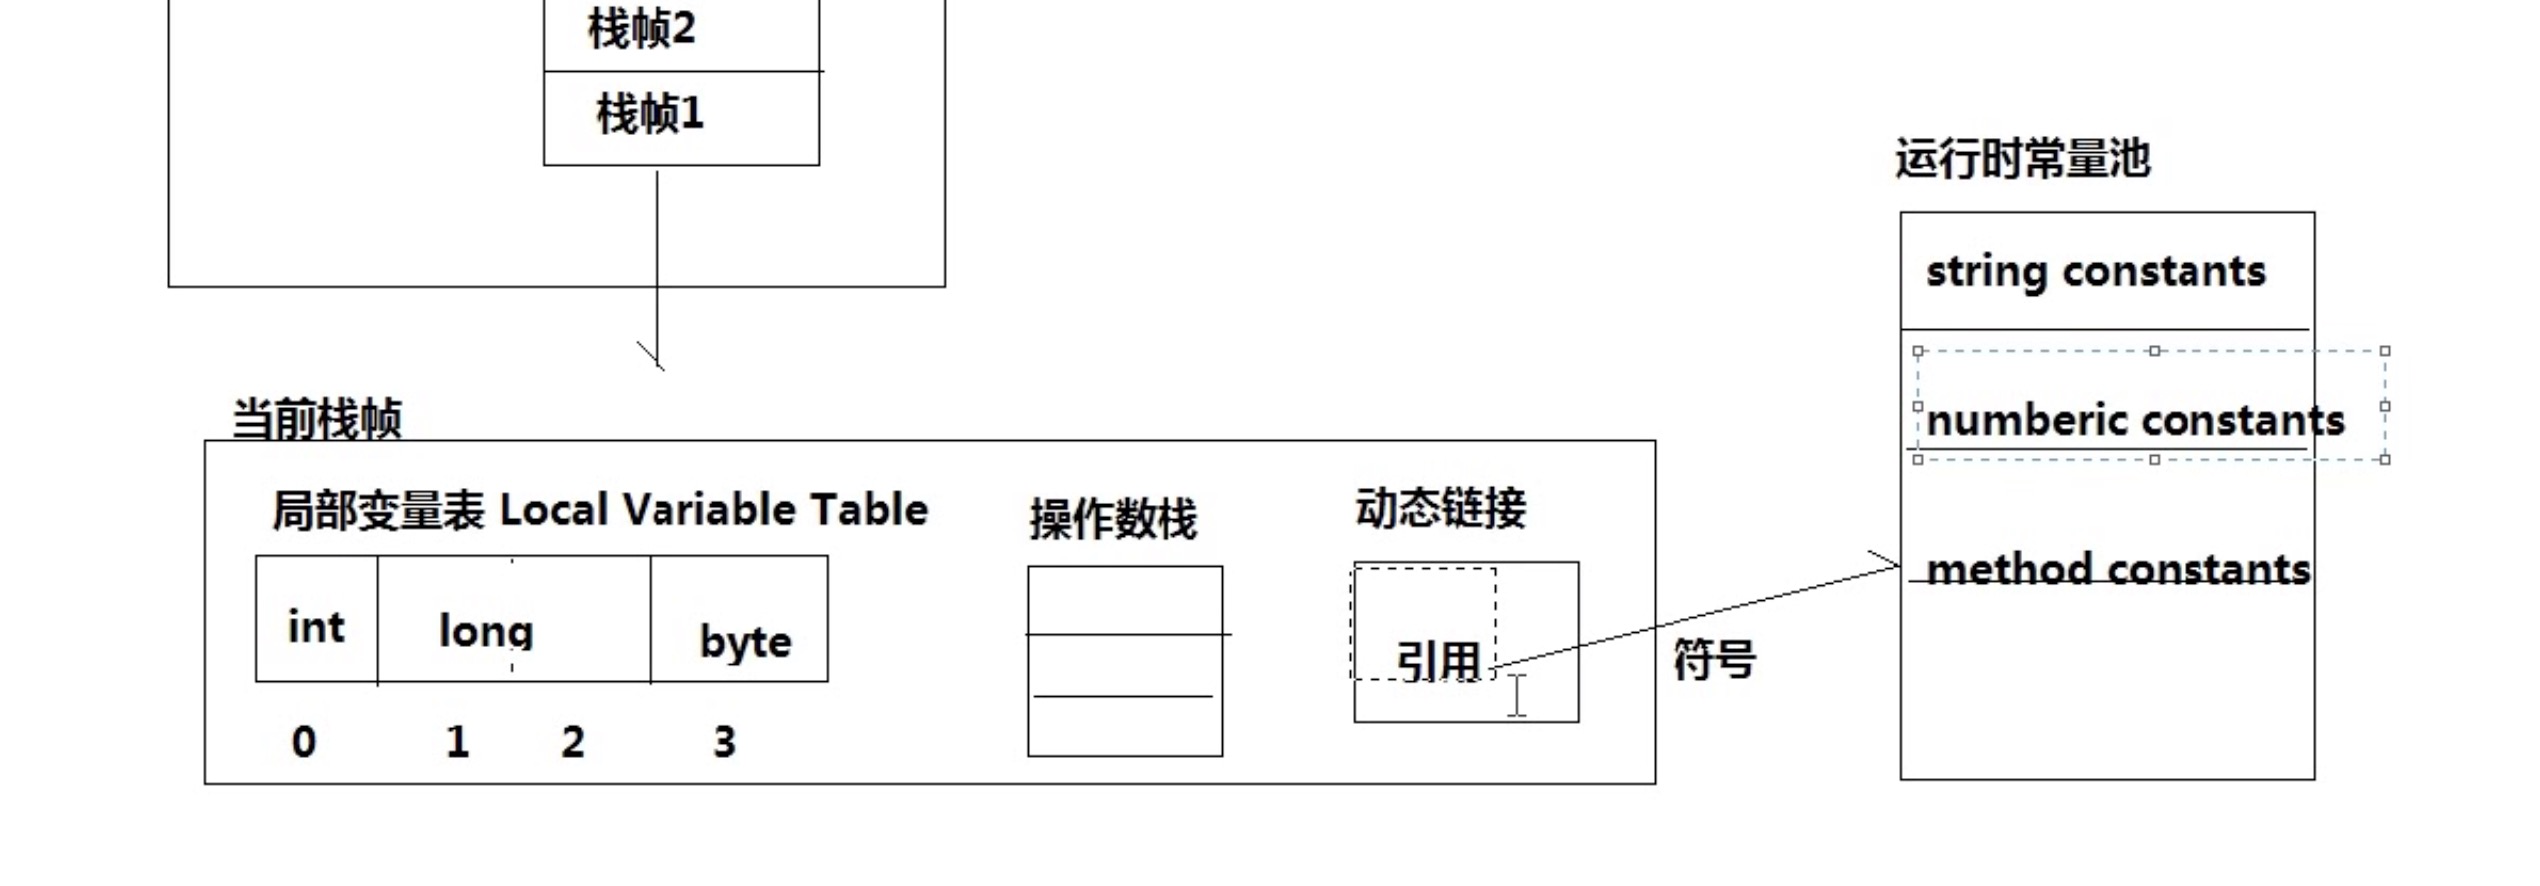 栈帧2
栈帧1
运行时常量池
string constants
numberic constants
method constants
当前栈帧
局部变量表 Local Variable Table
操作数栈
动态链接
int
long
byte
引用
符号
0
1
2
3